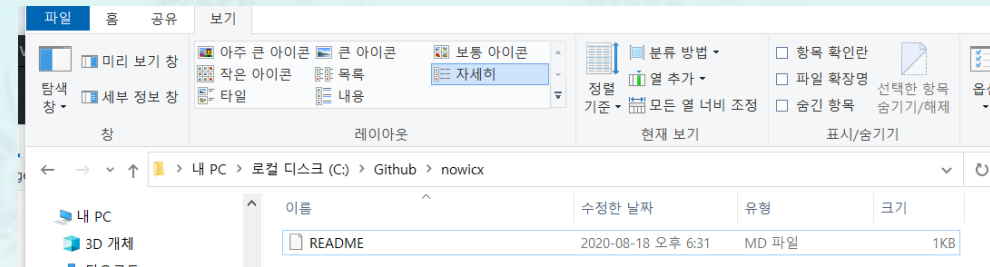 파일 홈 공유 보기
미리 보기 창
세부 정보 창
탐색
창
창
아주 큰 아이콘 큰 아이콘 보통 아이콘
작은 아이콘 목록 자세히
타일 내용
레이아웃
정렬
기준
분류 방법
열 추가
모든 열 너비 조정
현재 보기
항목 확인란
파일 확장명
숨긴 항목
선택한 항목
숨기기/해제
표시/숨기기
내 PC > 로컬 디스크 (C:) > Github > nowicx
내 PC
3D 개체
이름 수정한 날짜 유형 크기
README 2020-08-18 오후 6:31 MD 파일 1KB